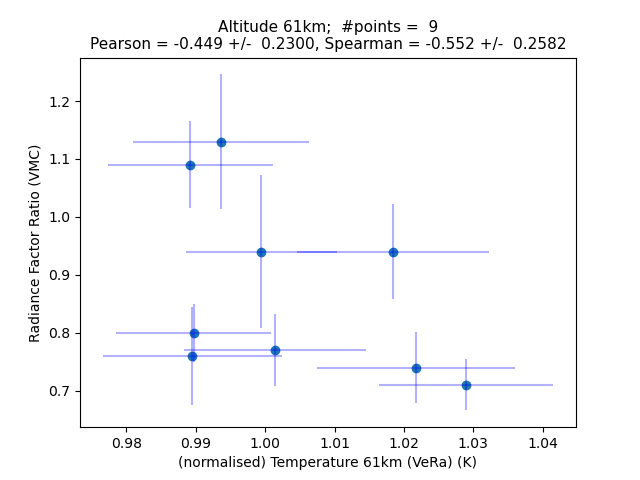 Altitude 61km;  #points =  9
Pearson = -0.449 +/-  0.2300, Spearman = -0.552 +/-  0.2582
Radiance Factor Ratio (VMC)
1.2
1.1
1.0
0.9
0.8
0.7
0.98 0.99 1.00 1.01 1.02 1.03 1.04
(normalised) Temperature 61km (VeRa) (K)